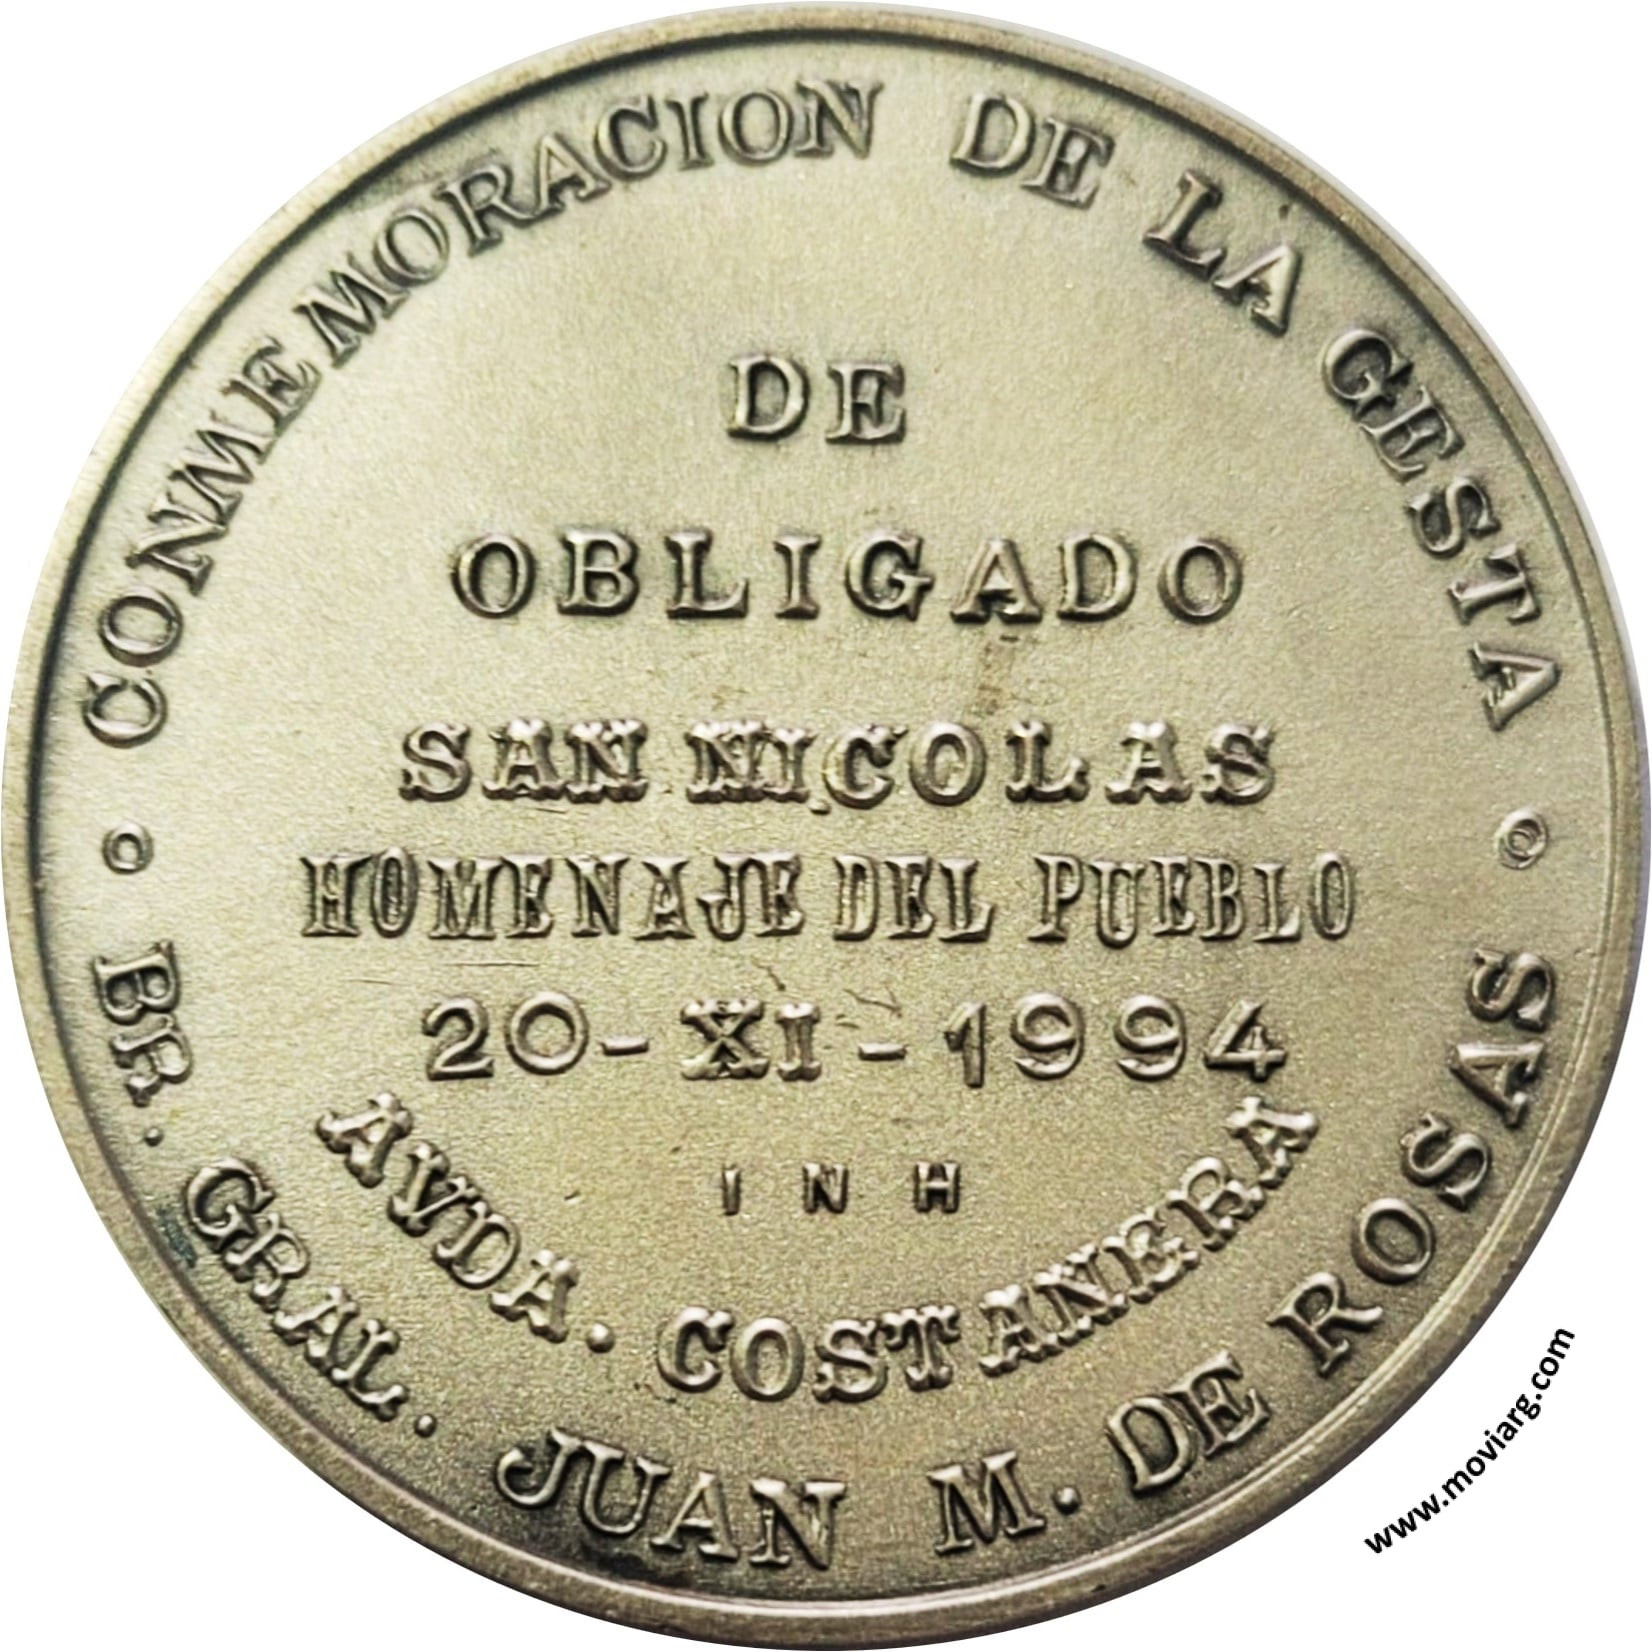 CONMEMORACION DE LA GESTA
DE
OBLIGADO
SAN NICOLAS
HOMENAJE DEL PUEBLO
20-XI-1994
I N H
AVDA. COSTANERA
BR. GRAL. JUAN M. DE ROSAS
www.moviarg.com